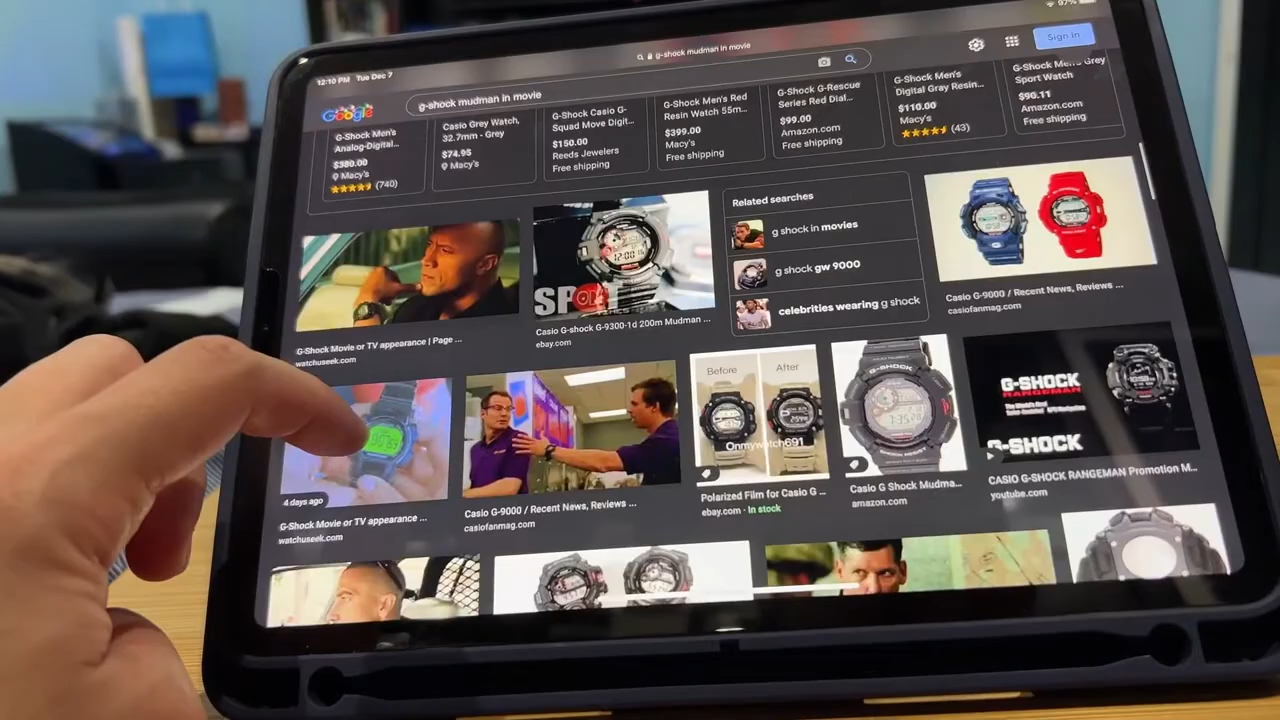 12:10 PM Tue Dec 7
97%
g-shock mudman in movie
Google
g-shock mudman in movie
Sign in
G-Shock Men's
Analog-Digital...
$380.00
Macy's
(740)
Casio Grey Watch,
32.7mm - Grey
$74.95
Macy's
G-Shock Casio G-
Squad Move Digit...
$150.00
Reeds Jewelers
Free shipping
G-Shock Men's Red
Resin Watch 55m...
$399.00
Macy's
Free shipping
G-Shock G-Rescue
Series Red Dial...
$99.00
Amazon.com
Free shipping
G-Shock Men's
Digital Gray Resin...
$110.00
Macy's
(43)
G-Shock Mens Grey
Sport Watch
$90.11
Amazon.com
Free shipping
G-Shock Movie or TV appearance | Page ...
watchuseek.com
SPORT
Casio G-shock G-9300-1d 200m Mudman ...
ebay.com
Related searches
g shock in movies
g shock gw 9000
celebrities wearing g shock
Casio G-9000 / Recent News, Reviews ...
casiofanmag.com
4 days ago
G-Shock Movie or TV appearance ...
watchuseek.com
Casio G-9000 / Recent News, Reviews ...
casiofanmag.com
Before
After
Onmywatch691
Polarized Film for Casio G ...
ebay.com · In stock
G-SHOCK
Casio G Shock Mudma...
amazon.com
G-SHOCK
RANGEMAN
G-SHOCK
CASIO G-SHOCK RANGEMAN Promotion M...
youtube.com